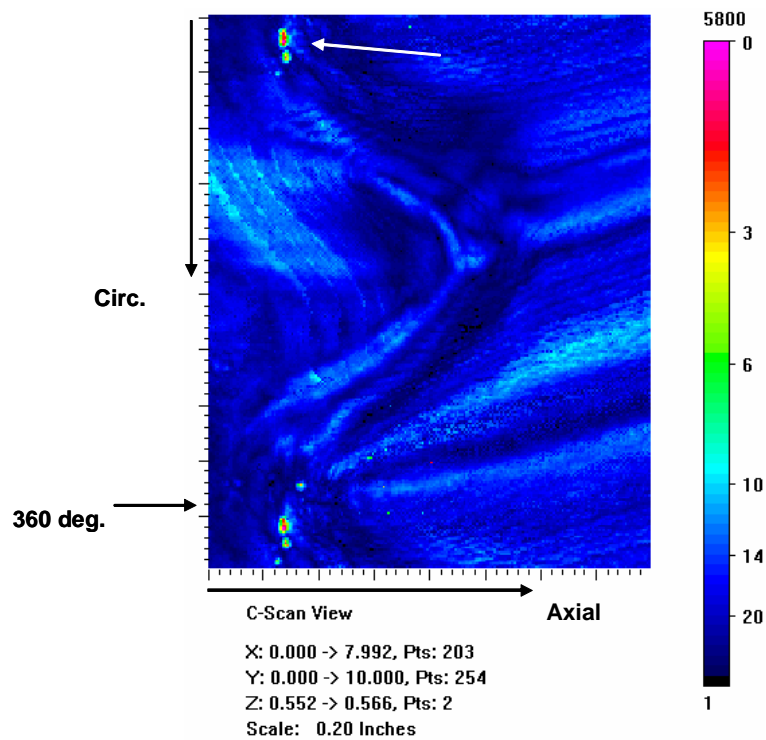 5800
0
3
Circ.
6
10
360 deg.
14
20
Axial
1
C-Scan View
X: 0.000 -> 7.992, Pts: 203
Y: 0.000 -> 10.000, Pts: 254
Z: 0.552 -> 0.566, Pts: 2
Scale: 0.20 Inches